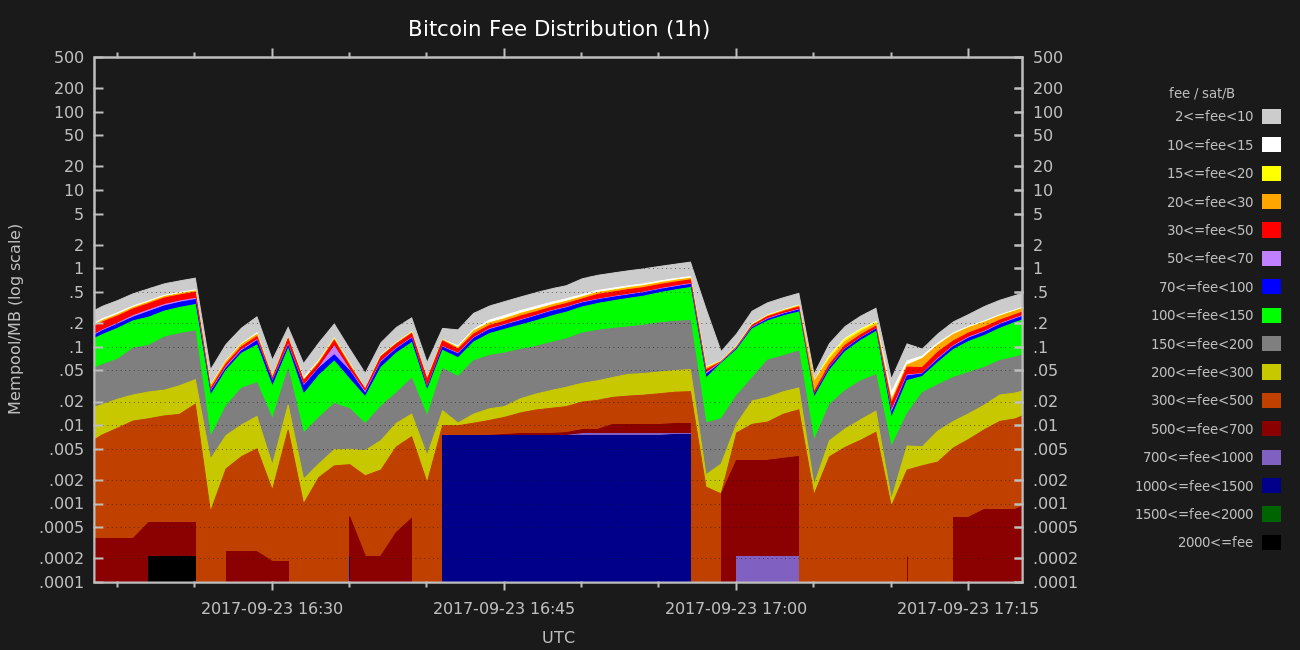 Bitcoin Fee Distribution (1h)
Mempool/MB (log scale)
500
200
100
50
20
10
5
2
1
.5
.2
.1
.05
.02
.01
.005
.002
.001
.0005
.0002
.0001
500
200
100
50
20
10
5
2
1
.5
.2
.1
.05
.02
.01
.005
.002
.001
.0005
.0002
.0001
2017-09-23 16:30
2017-09-23 16:45
2017-09-23 17:00
2017-09-23 17:15
UTC
fee / sat/B
2<=fee<10
10<=fee<15
15<=fee<20
20<=fee<30
30<=fee<50
50<=fee<70
70<=fee<100
100<=fee<150
150<=fee<200
200<=fee<300
300<=fee<500
500<=fee<700
700<=fee<1000
1000<=fee<1500
1500<=fee<2000
2000<=fee